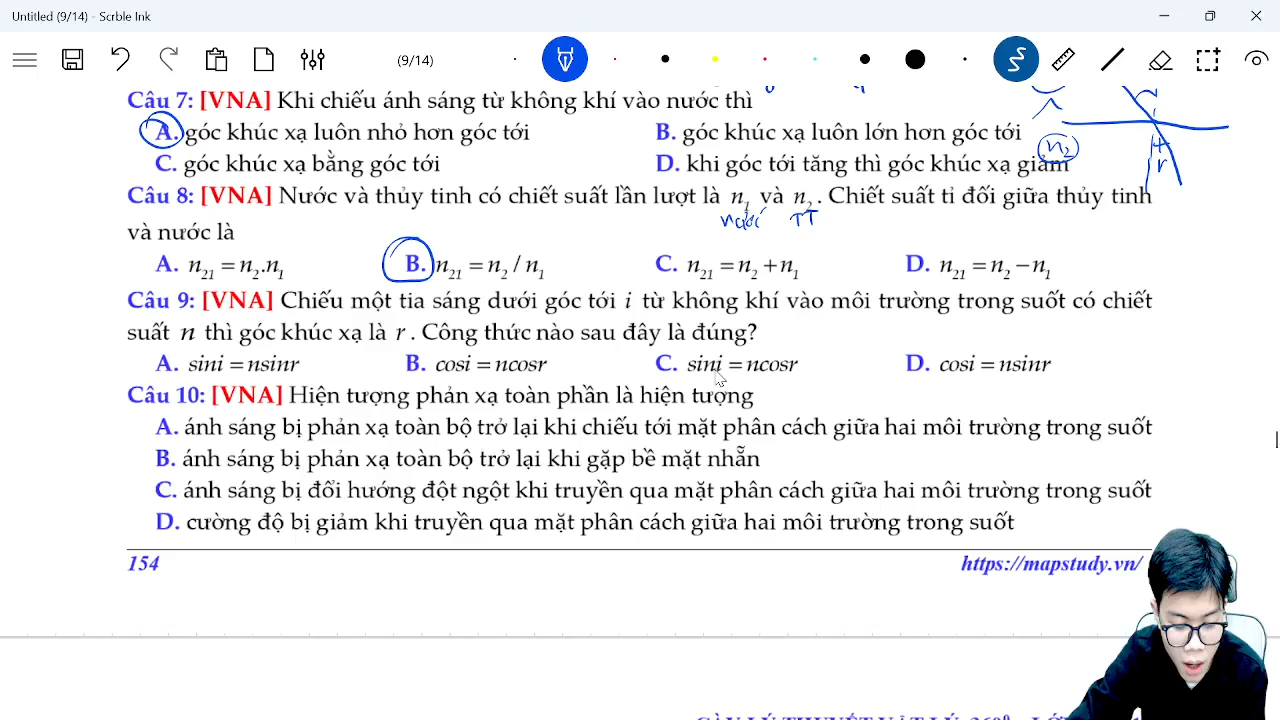 Untitled (9/14) - Scrble Ink
(9/14)
Câu 7: [VNA] Khi chiếu ánh sáng từ không khí vào nước thì
A. góc khúc xạ luôn nhỏ hơn góc tới B. góc khúc xạ luôn lớn hơn góc tới
C. góc khúc xạ bằng góc tới D. khi góc tới tăng thì góc khúc xạ giảm
i
n2
r
Câu 8: [VNA] Nước và thủy tinh có chiết suất lần lượt là n1 và n2. Chiết suất tỉ đối giữa thủy tinh
nước TT
và nước là
A. n21 = n2.n1 B. n21 = n2 / n1 C. n21 = n2 + n1 D. n21 = n2 − n1
Câu 9: [VNA] Chiếu một tia sáng dưới góc tới i từ không khí vào môi trường trong suốt có chiết
suất n thì góc khúc xạ là r. Công thức nào sau đây là đúng?
A. sini = nsinr B. cosi = ncosr C. sini = ncosr D. cosi = nsinr
Câu 10: [VNA] Hiện tượng phản xạ toàn phần là hiện tượng
A. ánh sáng bị phản xạ toàn bộ trở lại khi chiếu tới mặt phân cách giữa hai môi trường trong suốt
B. ánh sáng bị phản xạ toàn bộ trở lại khi gặp bề mặt nhẵn
C. ánh sáng bị đổi hướng đột ngột khi truyền qua mặt phân cách giữa hai môi trường trong suốt
D. cường độ bị giảm khi truyền qua mặt phân cách giữa hai môi trường trong suốt
154 https://mapstudy.vn/